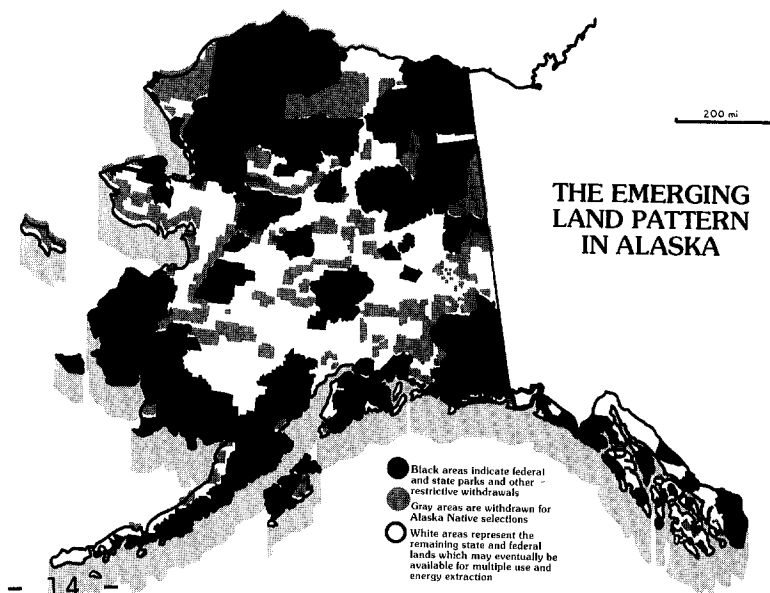 200 mi
THE EMERGING
LAND PATTERN
IN ALASKA
Black areas indicate federal
and state parks and other -
restrictive withdrawals
Gray areas are withdrawn for
Alaska Native selections
White areas represent the
remaining state and federal
lands which may eventually be
available for multiple use and
energy extraction
- 14 -